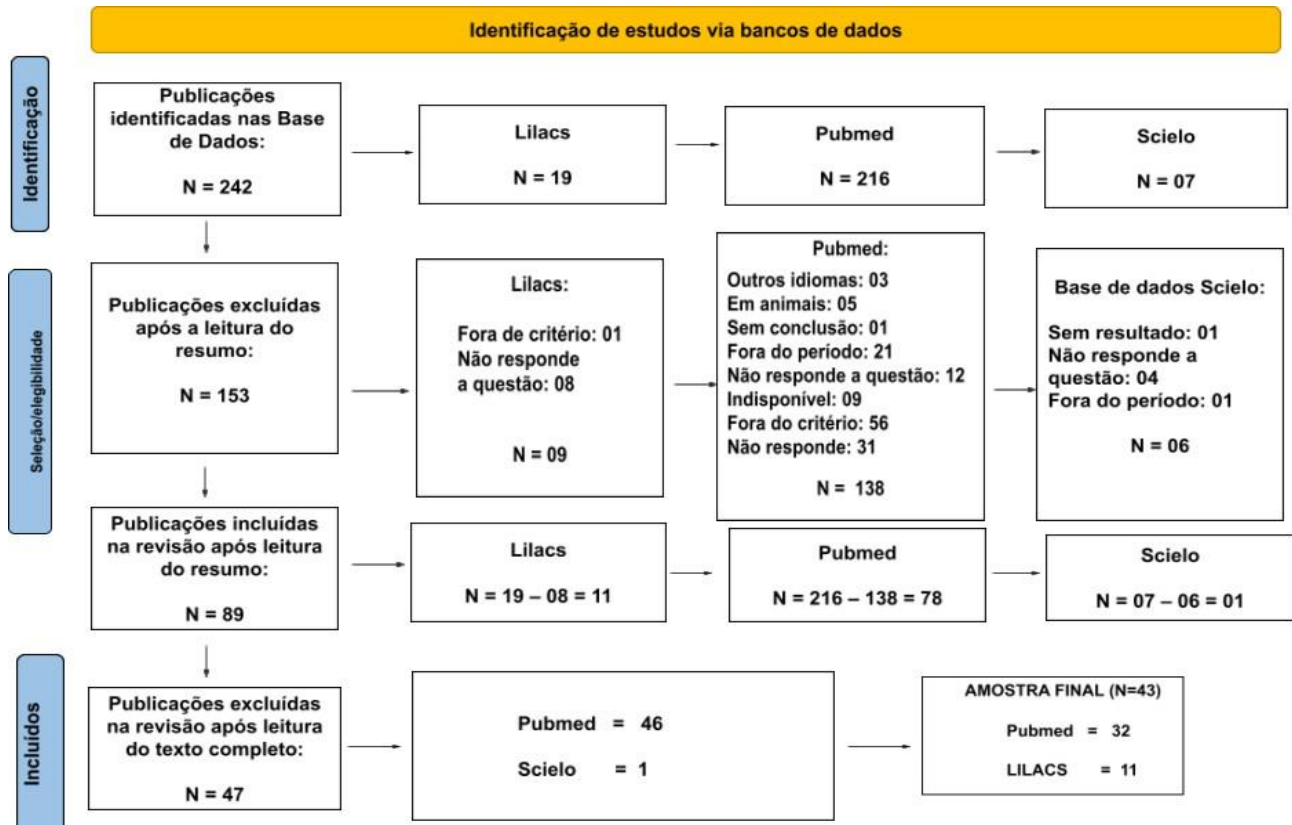 Identificação de estudos via bancos de dados
Identificação
Publicações
identificadas nas Base
de Dados:
N = 242
Lilacs
N = 19
Pubmed
N = 216
Scielo
N = 07
Seleção/elegibilidade
Publicações excluídas
após a leitura do
resumo:
N = 153
Lilacs:
Fora de critério: 01
Não responde
a questão: 08
N = 09
Pubmed:
Outros idiomas: 03
Em animais: 05
Sem conclusão: 01
Fora do período: 21
Não responde a questão: 12
Indisponível: 09
Fora do critério: 56
Não responde: 31
N = 138
Base de dados Scielo:
Sem resultado: 01
Não responde a
questão: 04
Fora do período: 01
N = 06
Publicações incluídas
na revisão após leitura
do resumo:
N = 89
Lilacs
N = 19 – 08 = 11
Pubmed
N = 216 – 138 = 78
Scielo
N = 07 – 06 = 01
Incluídos
Publicações excluídas
na revisão após leitura
do texto completo:
N = 47
Pubmed = 46
Scielo = 1
AMOSTRA FINAL (N=43)
Pubmed = 32
LILACS = 11